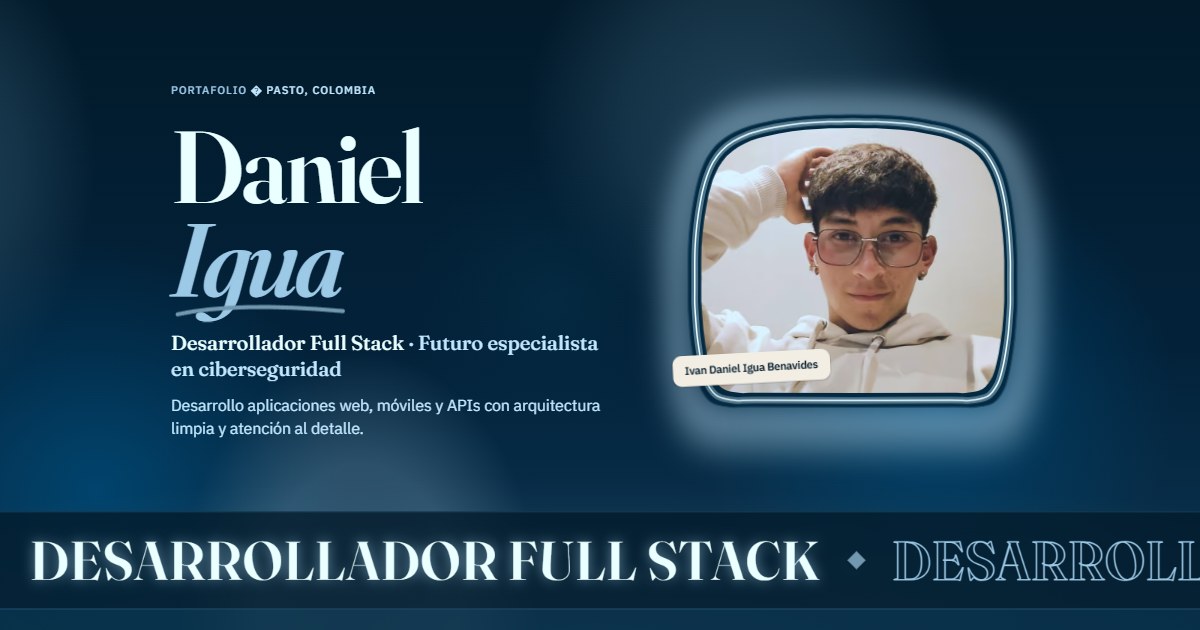 PORTAFOLIO � PASTO, COLOMBIA
Daniel
Igua
Desarrollador Full Stack · Futuro especialista
en ciberseguridad
Desarrollo aplicaciones web, móviles y APIs con arquitectura
limpia y atención al detalle.
Ivan Daniel Igua Benavides
DESARROLLADOR FULL STACK ◆ DESARROLL